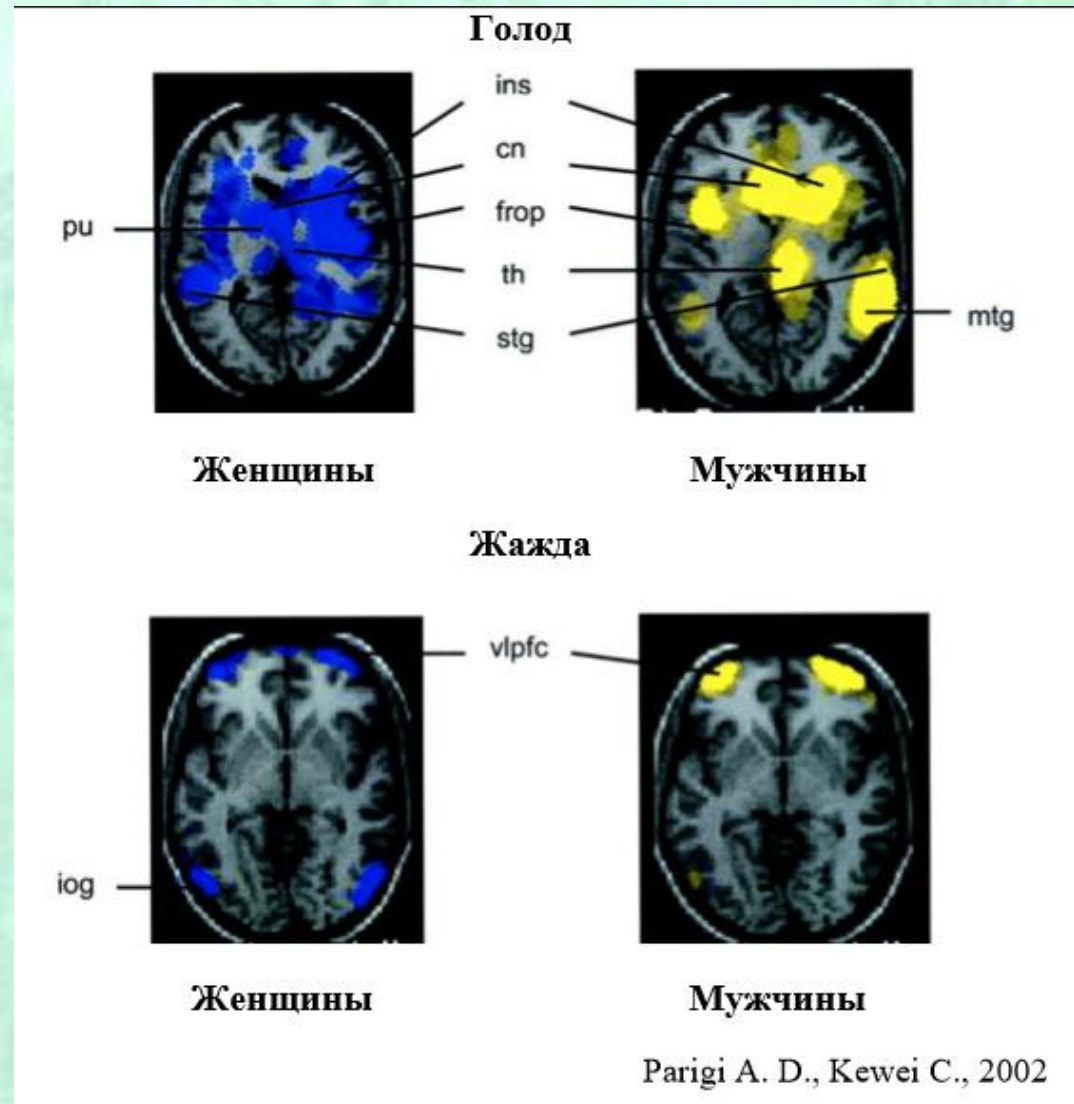 Голод
ins
cn
pu
frop
th
stg
mtg
Женщины
Мужчины
Жажда
vlpfc
iog
Женщины
Мужчины
Parigi A. D., Kewei C., 2002